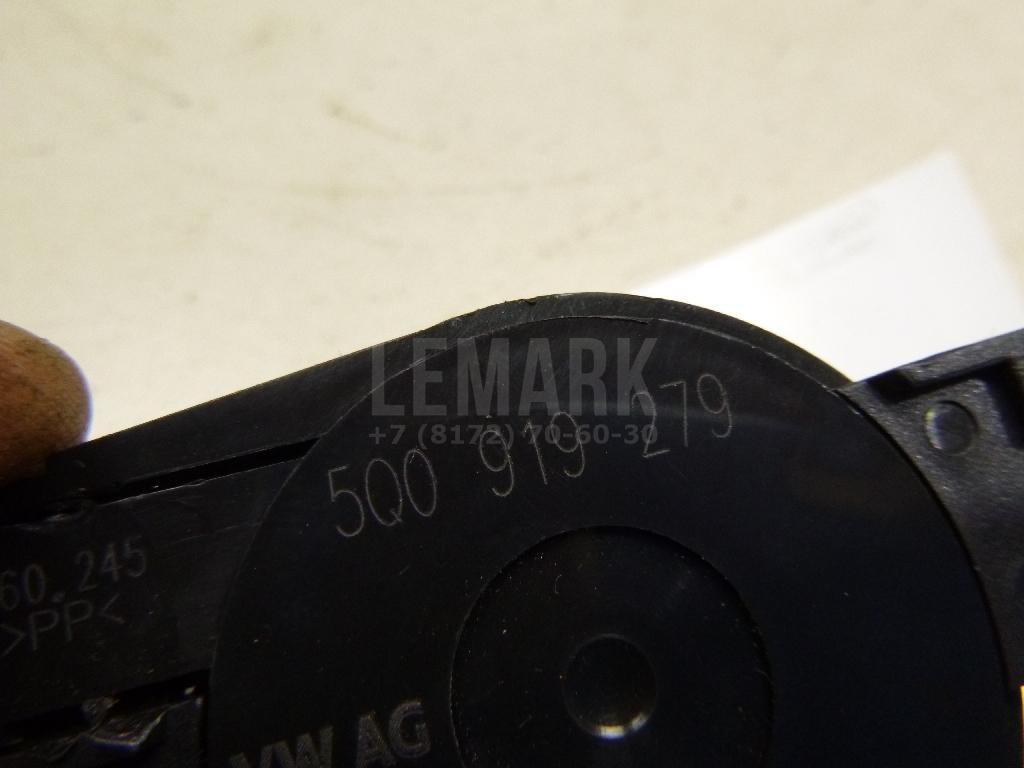 LEMARK
+7 (8172) 70-60-30
5Q0 919 279
60.245
>PP<
VW AG